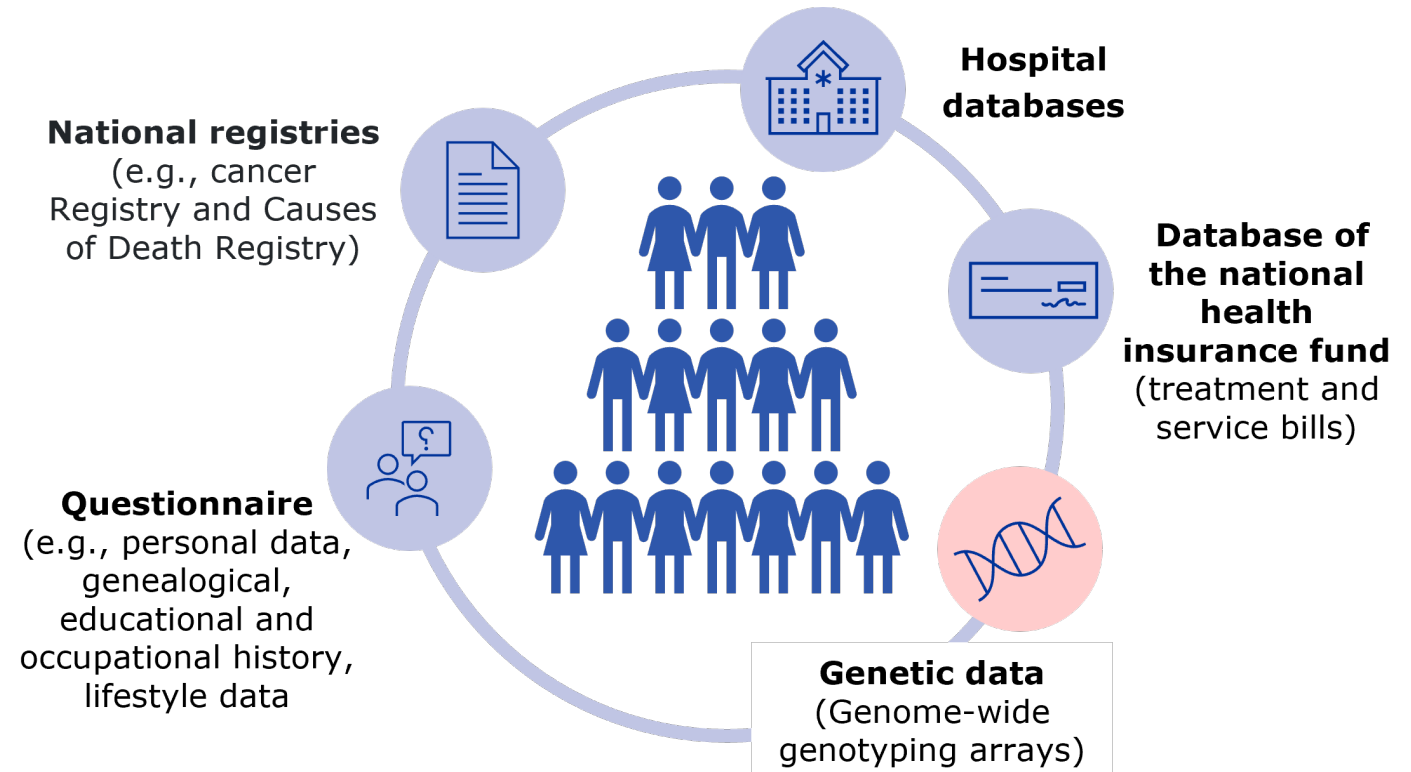 Hospital
databases
National registries
(e.g., cancer
Registry and Causes
of Death Registry)
Database of
the national
health
insurance fund
(treatment and
service bills)
Questionnaire
(e.g., personal data,
genealogical,
educational and
occupational history,
lifestyle data
Genetic data
(Genome-wide
genotyping arrays)